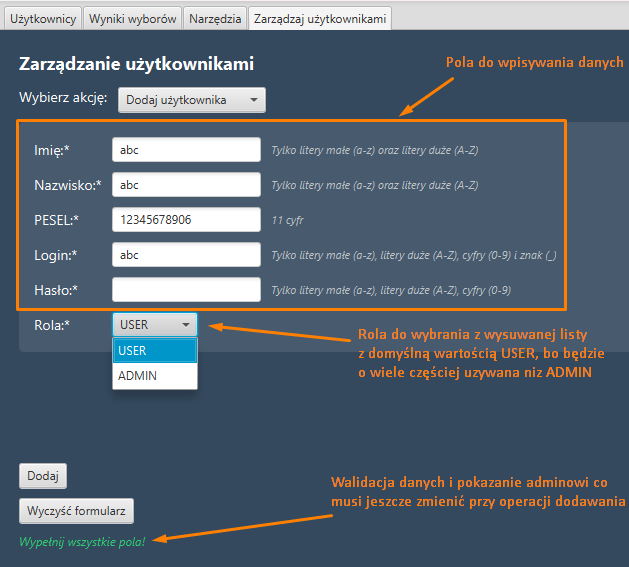 Użytkownicy Wyniki wyborów Narzędzia Zarządzaj użytkownikami
Zarządzanie użytkownikami
Pola do wpisywania danych
Wybierz akcję: Dodaj użytkownika
Imię:* abc Tylko litery małe (a-z) oraz litery duże (A-Z)
Nazwisko:* abc Tylko litery małe (a-z) oraz litery duże (A-Z)
PESEL:* 12345678906 11 cyfr
Login:* abc Tylko litery małe (a-z), litery duże (A-Z), cyfry (0-9) i znak (_)
Hasło:* Tylko litery małe (a-z), litery duże (A-Z), cyfry (0-9)
Rola:* USER
USER
ADMIN
Rola do wybrania z wysuwanej listy
z domyślną wartością USER, bo będzie
o wiele częściej uzywana niz ADMIN
Dodaj
Wyczyść formularz
Walidacja danych i pokazanie adminowi co
musi jeszcze zmienić przy operacji dodawania
Wypełnij wszystkie pola!